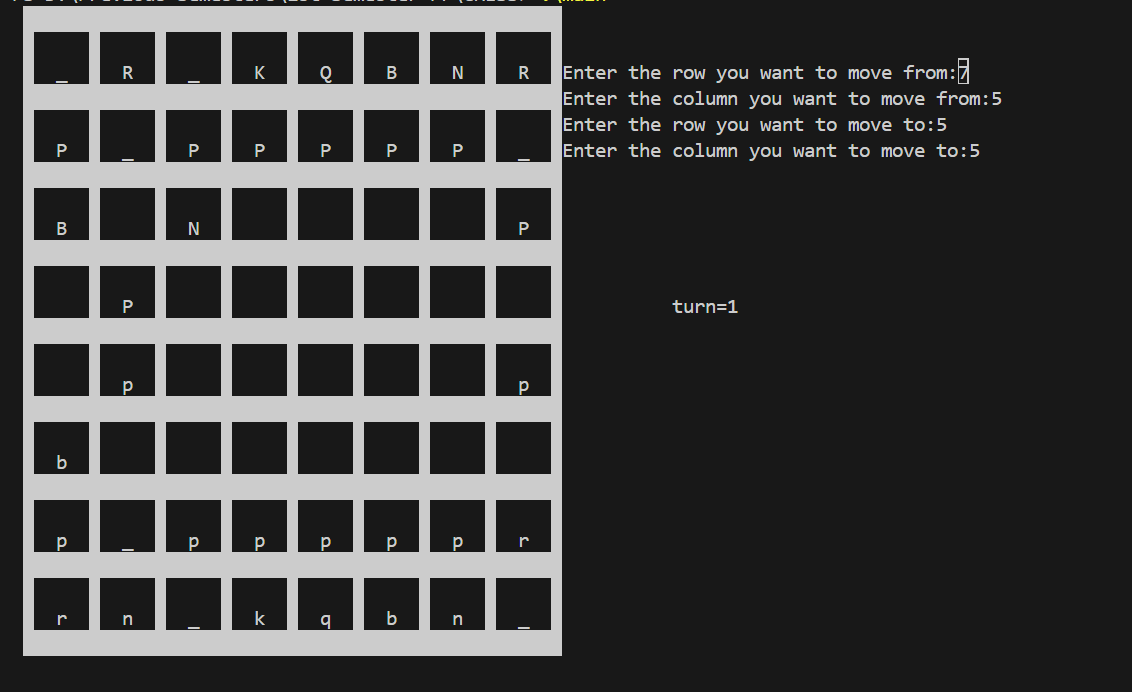 _ R _ K Q B N R Enter the row you want to move from:7
Enter the column you want to move from:5
Enter the row you want to move to:5
P _ P P P P P _ Enter the column you want to move to:5
B N P
P turn=1
p p
b
p _ p p p p p r
r n _ k q b n _